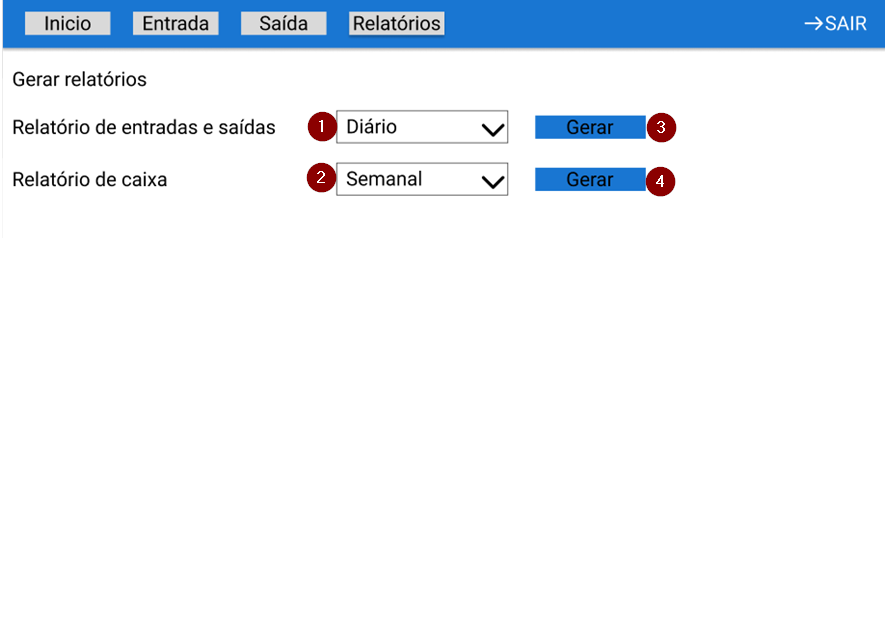 Inicio Entrada Saída Relatórios →SAIR
Gerar relatórios
Relatório de entradas e saídas 1 Diário Gerar 3
Relatório de caixa 2 Semanal Gerar 4